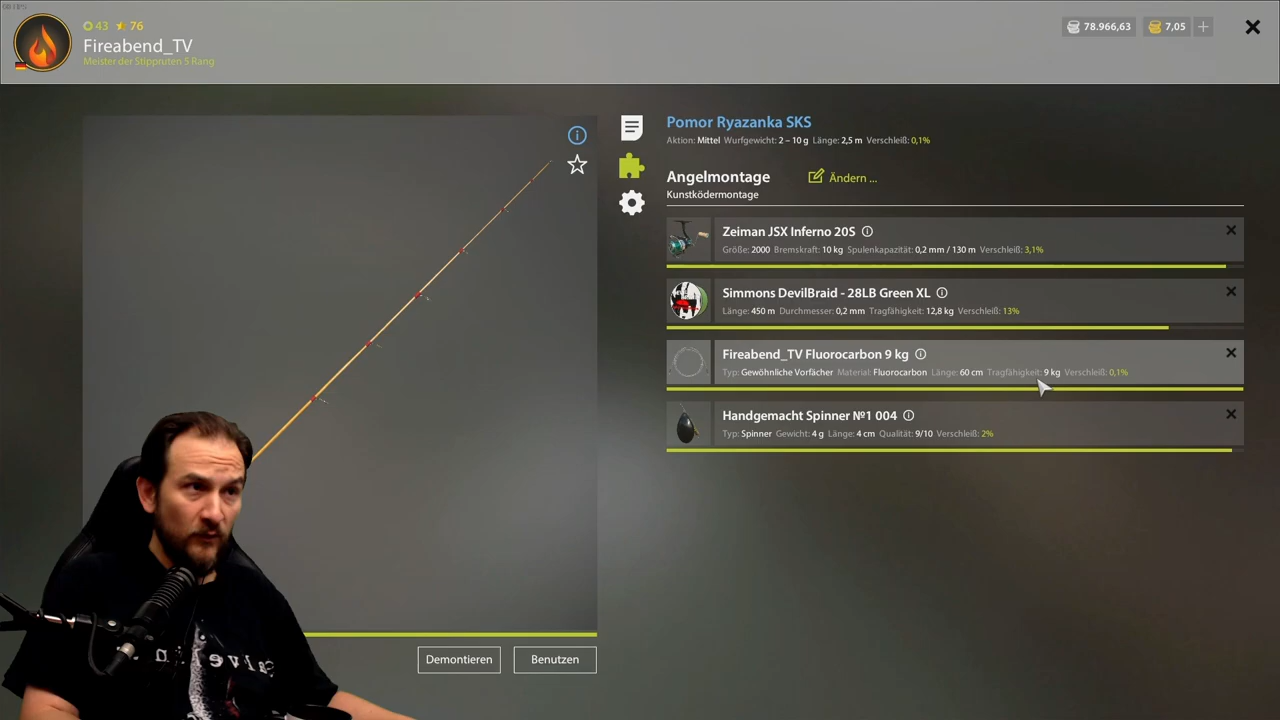 43 76
Fireabend_TV
Meister der Stippruten 5 Rang
78.966,63 7,05
Pomor Ryazanka SKS
Aktion: Mittel Wurfgewicht: 2 – 10 g Länge: 2,5 m Verschleiß: 0,1%
Angelmontage Ändern ...
Kunstködermontage
Zeiman JSX Inferno 20S
Größe: 2000 Bremskraft: 10 kg Spulenkapazität: 0,2 mm / 130 m Verschleiß: 3,1%
Simmons DevilBraid - 28LB Green XL
Länge: 450 m Durchmesser: 0,2 mm Tragfähigkeit: 12,8 kg Verschleiß: 13%
Fireabend_TV Fluorocarbon 9 kg
Typ: Gewöhnliche Vorfächer Material: Fluorocarbon Länge: 60 cm Tragfähigkeit: 9 kg Verschleiß: 0,1%
Handgemacht Spinner №1 004
Typ: Spinner Gewicht: 4 g Länge: 4 cm Qualität: 9/10 Verschleiß: 2%
Demontieren Benutzen